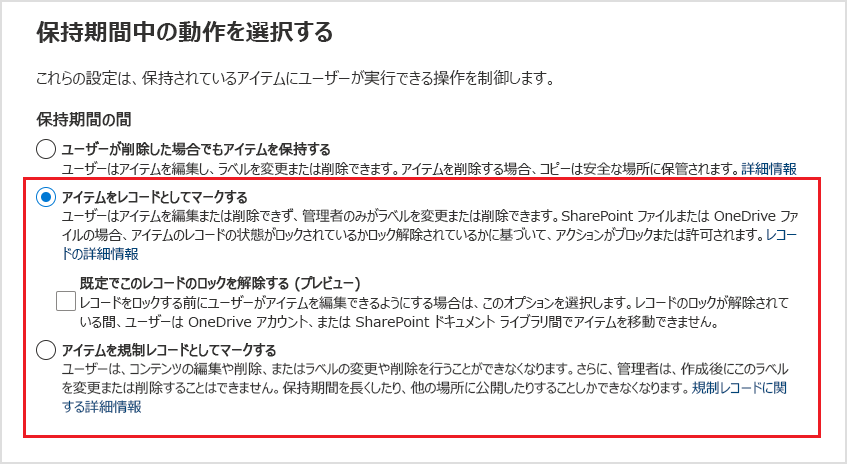 保持期間中の動作を選択する
これらの設定は、保持されているアイテムにユーザーが実行できる操作を制御します。
保持期間の間
ユーザーが削除した場合でもアイテムを保持する
ユーザーはアイテムを編集し、ラベルを変更または削除できます。アイテムを削除する場合、コピーは安全な場所に保管されます。詳細情報
アイテムをレコードとしてマークする
ユーザーはアイテムを編集または削除できず、管理者のみがラベルを変更または削除できます。SharePoint ファイルまたは OneDrive ファ
イルの場合、アイテムのレコードの状態がロックされているかロック解除されているかに基づいて、アクションがブロックまたは許可されます。レコー
ドの詳細情報
既定でこのレコードのロックを解除する (プレビュー)
レコードをロックする前にユーザーがアイテムを編集できるようにする場合は、このオプションを選択します。レコードのロックが解除されて
いる間、ユーザーは OneDrive アカウント、または SharePoint ドキュメント ライブラリ間でアイテムを移動できません。
アイテムを規制レコードとしてマークする
ユーザーは、コンテンツの編集や削除、またはラベルの変更や削除を行うことができなくなります。さらに、管理者は、作成後にこのラベル
を変更または削除することはできません。保持期間を長くしたり、他の場所に公開したりすることしかできなくなります。規制レコードに関
する詳細情報